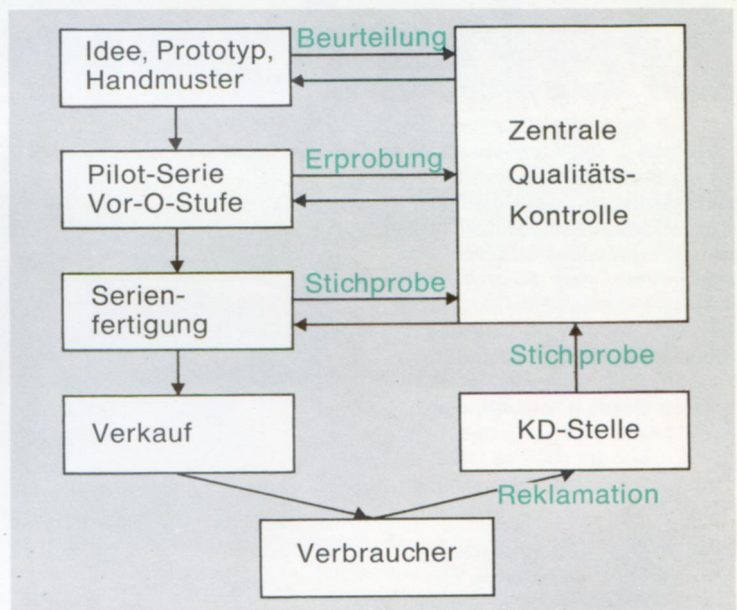 Idee, Prototyp,
Handmuster
Beurteilung
Zentrale
Qualitäts-
Kontrolle
Pilot-Serie
Vor-O-Stufe
Erprobung
Serien-
fertigung
Stichprobe
Stichprobe
Verkauf
KD-Stelle
Reklamation
Verbraucher